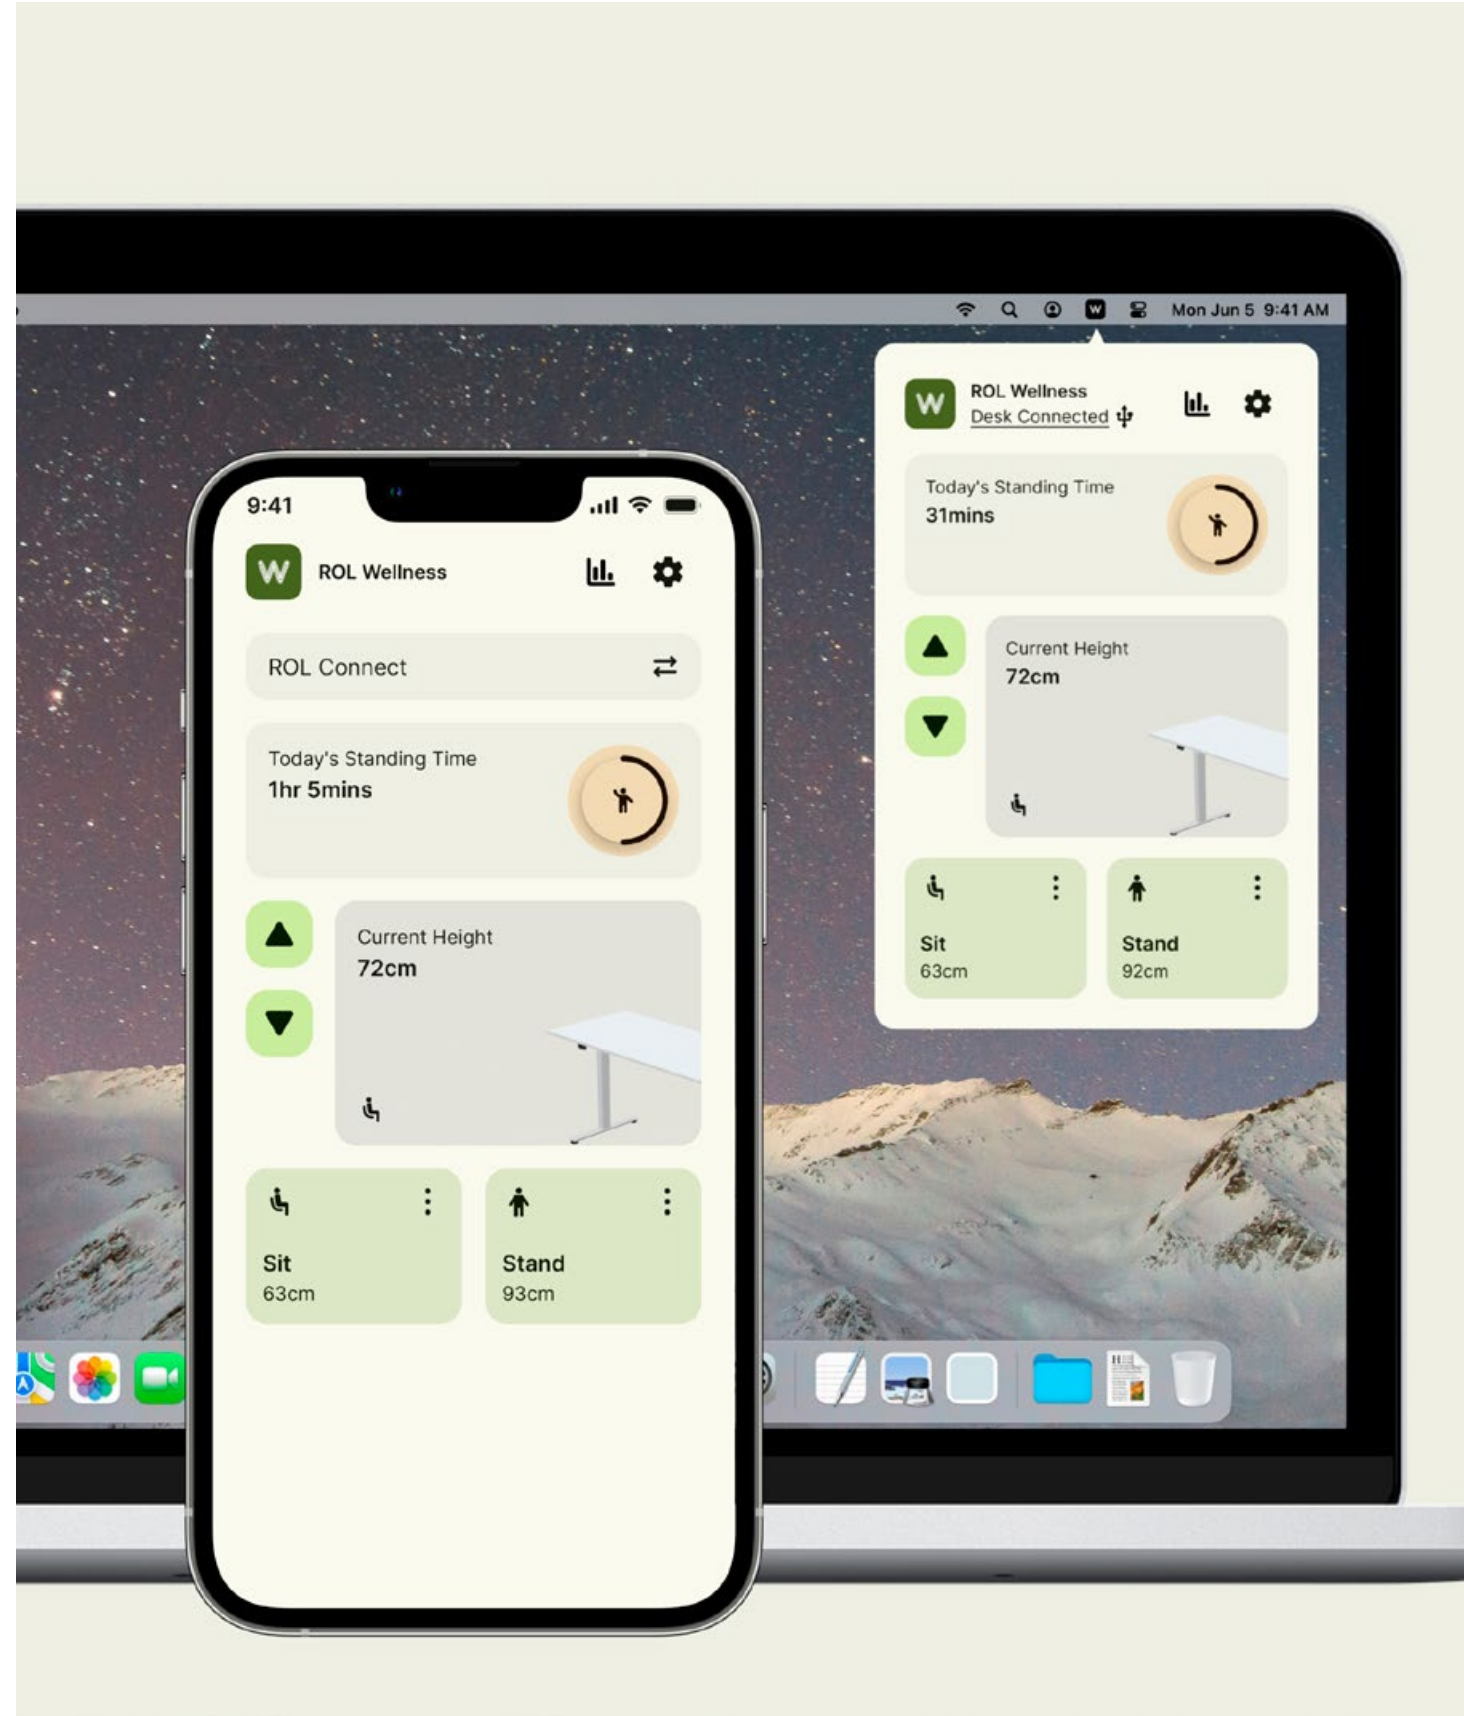 Mon Jun 5 9:41 AM
W
ROL Wellness
Desk Connected
Today's Standing Time
31mins
Current Height
72cm
Sit
63cm
Stand
92cm
9:41
W
ROL Wellness
ROL Connect
Today's Standing Time
1hr 5mins
Current Height
72cm
Sit
63cm
Stand
93cm